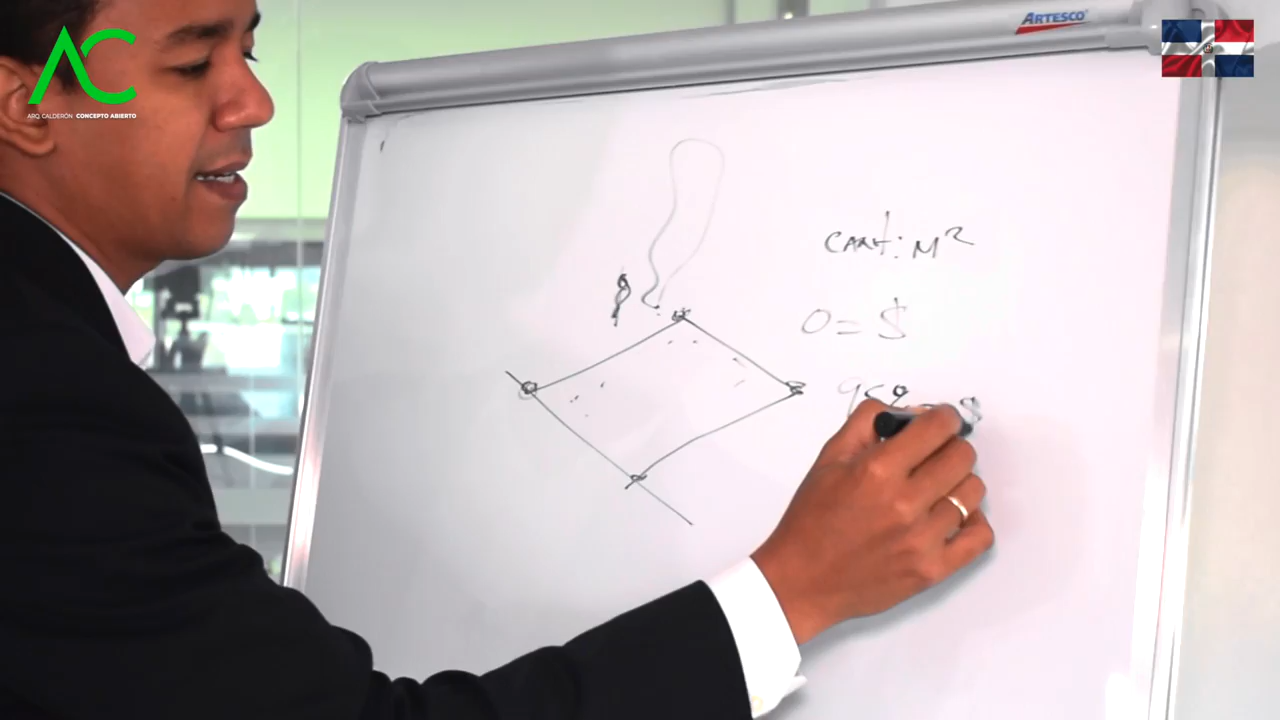 AC
ARQ. CALDERÓN CONCEPTO ABIERTO
ARTESCO
CANT: M²
0 = $